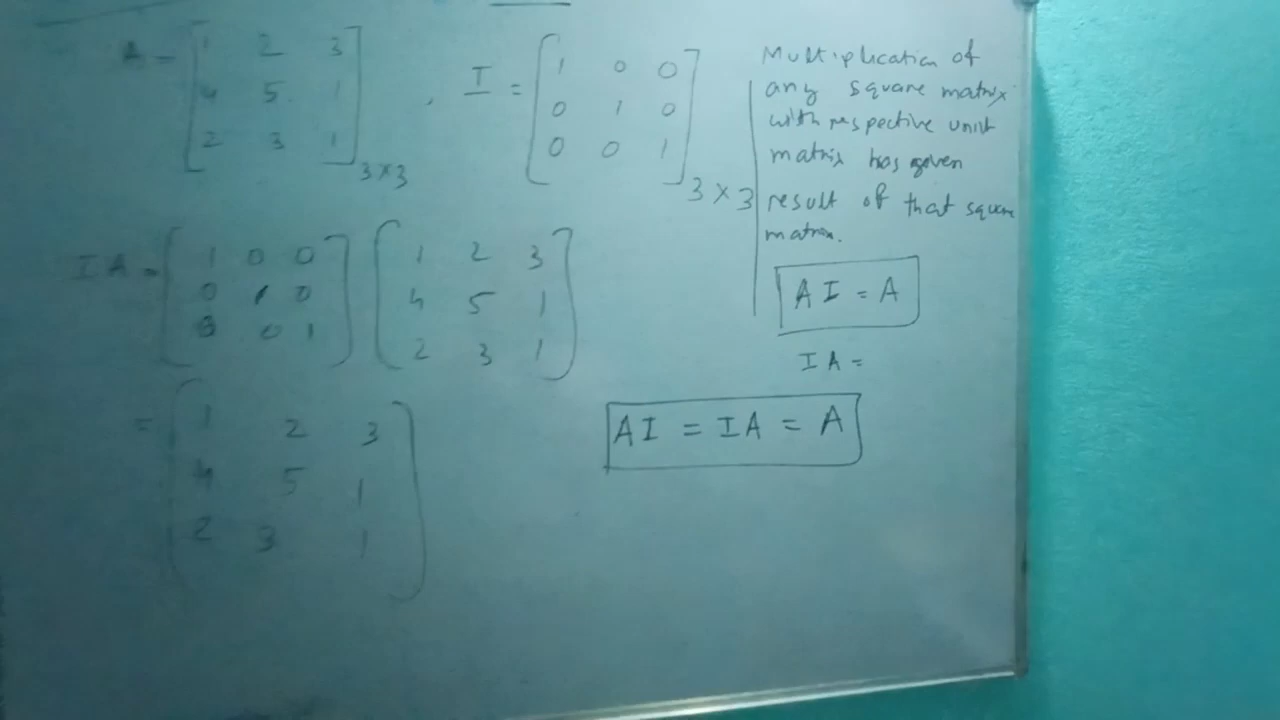 A = [1 2 3
4 5 1
2 3 1] 3×3
, I = [1 0 0
0 1 0
0 0 1] 3×3
IA = [1 0 0
0 1 0
0 0 1] [1 2 3
4 5 1
2 3 1]
= [1 2 3
4 5 1
2 3 1]
Multiplication of
any square matrix
with respective unit
matrix has given
result of that square
matrix.
AI = A
IA =
AI = IA = A